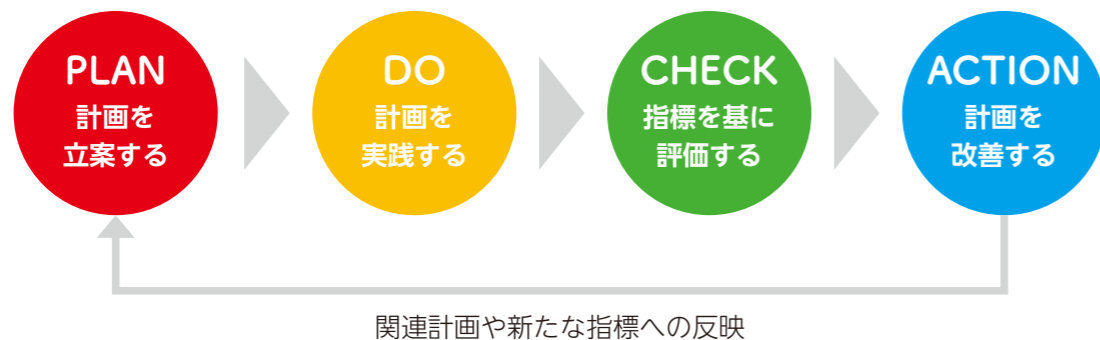 PLAN
計画を
立案する
DO
計画を
実践する
CHECK
指標を基に
評価する
ACTION
計画を
改善する
関連計画や新たな指標への反映